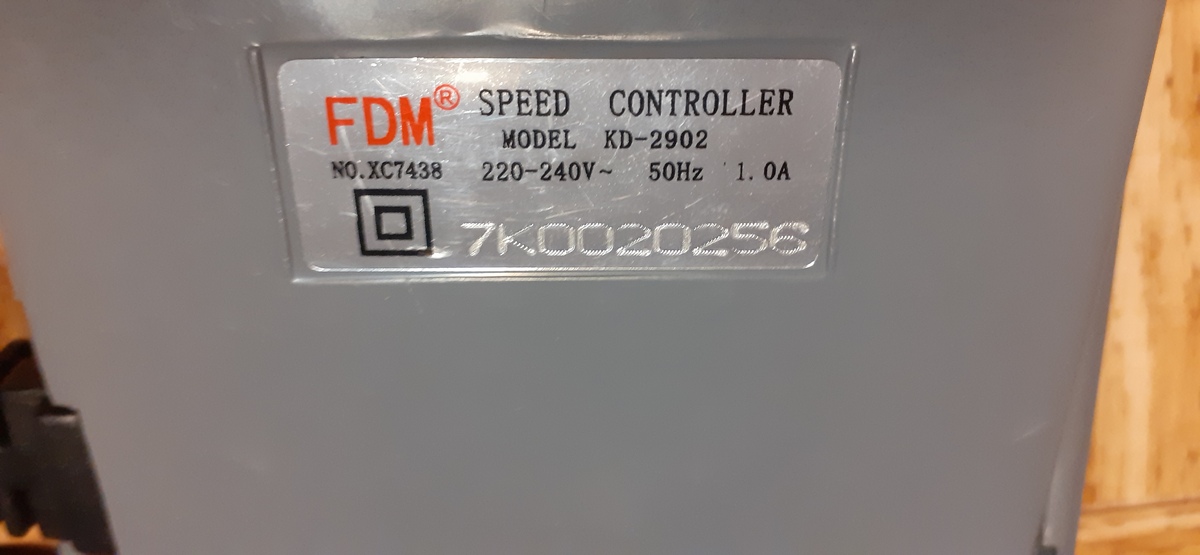 FDM® SPEED CONTROLLER
MODEL KD-2902
NO.XC7438 220-240V~ 50Hz 1.0A
7K0020256